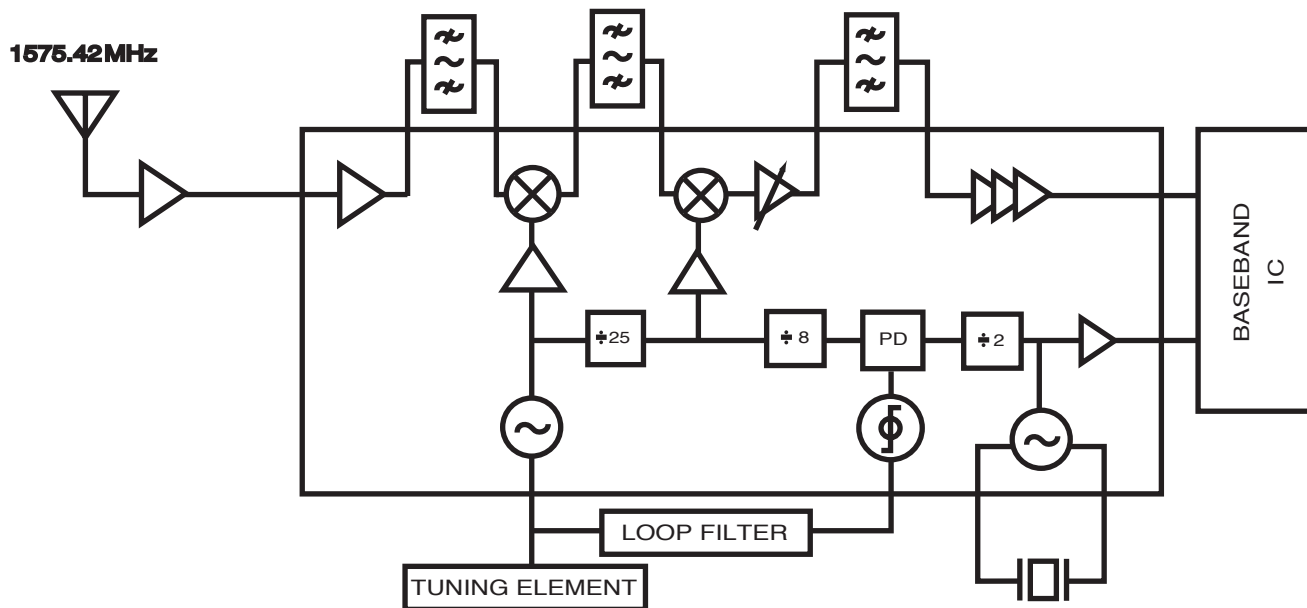 1575.42MHz
÷25
÷8
PD
÷2
BASEBAND
IC
LOOP FILTER
TUNING ELEMENT